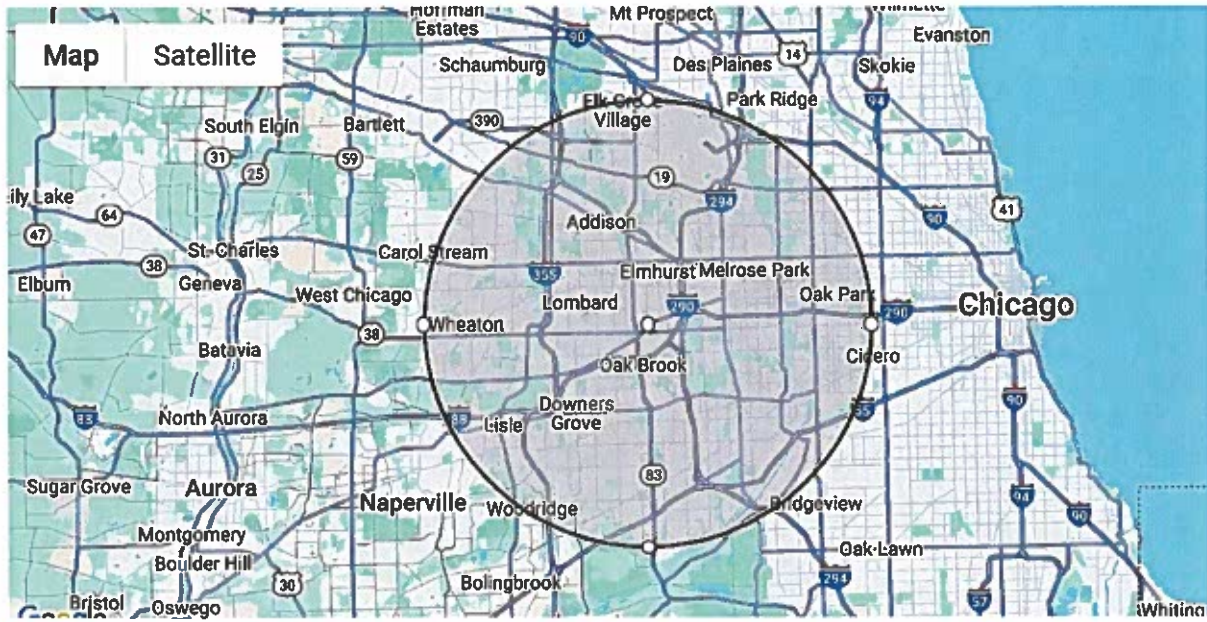 Hoffman
Estates
Mt Prospect
Wilmette
Evanston
Map
Satellite
90
14
Schaumburg
Des Plaines
Skokie
Elk Grove
Village
Park Ridge
94
South Elgin
Bartlett
390
31
25
59
19
294
ily Lake
64
47
41
90
Addison
St. Charles
Carol Stream
38
Elburn
Geneva
355
Elmhurst
Melrose Park
West Chicago
Lombard
290
Oak Park
290
Chicago
38
Wheaton
Batavia
Oak Brook
Cicero
North Aurora
Lisle
Downers
Grove
55
90
83
Sugar Grove
Aurora
Naperville
Woodridge
Bridgeview
94
90
Montgomery
Boulder Hill
Oak Lawn
30
Bolingbrook
294
57
Bristol
Oswego
Whiting
Google